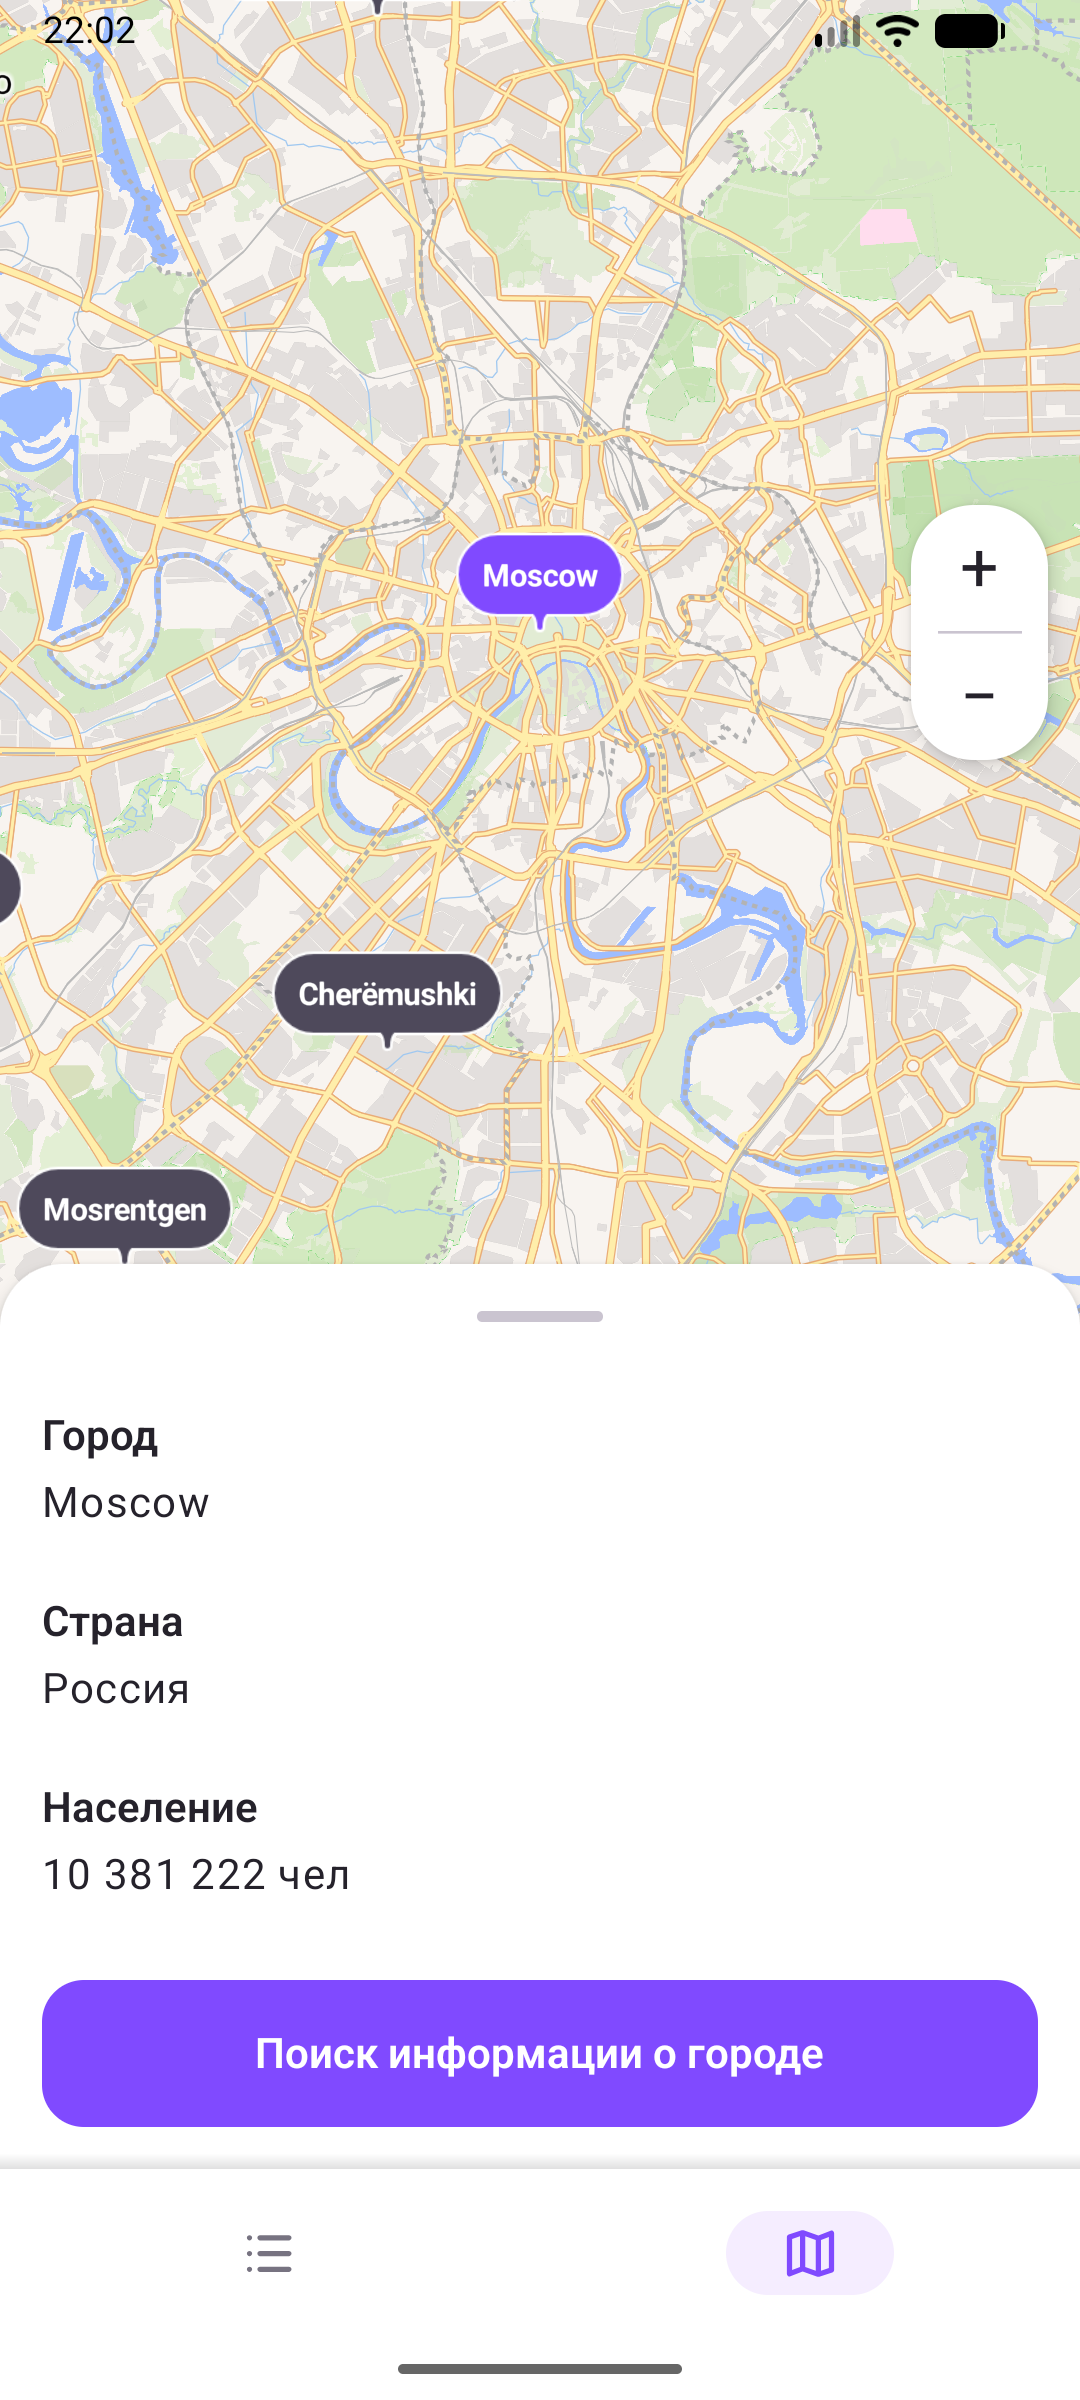 22:02
о
Moscow
+
−
Cherëmushki
Mosrentgen
Город
Moscow
Страна
Россия
Население
10 381 222 чел
Поиск информации о городе